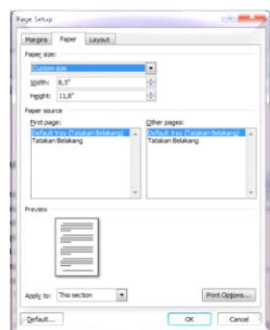 Page Setup
Margins Paper Layout
Paper size:
Custom size
Width: 8,3"
Height: 11,8"
Paper source
First page: Other pages:
Default tray (Tatakan Belakang) Default tray (Tatakan Belakang)
Tatakan Belakang Tatakan Belakang
Preview
Apply to: This section Print Options...
Default... OK Cancel